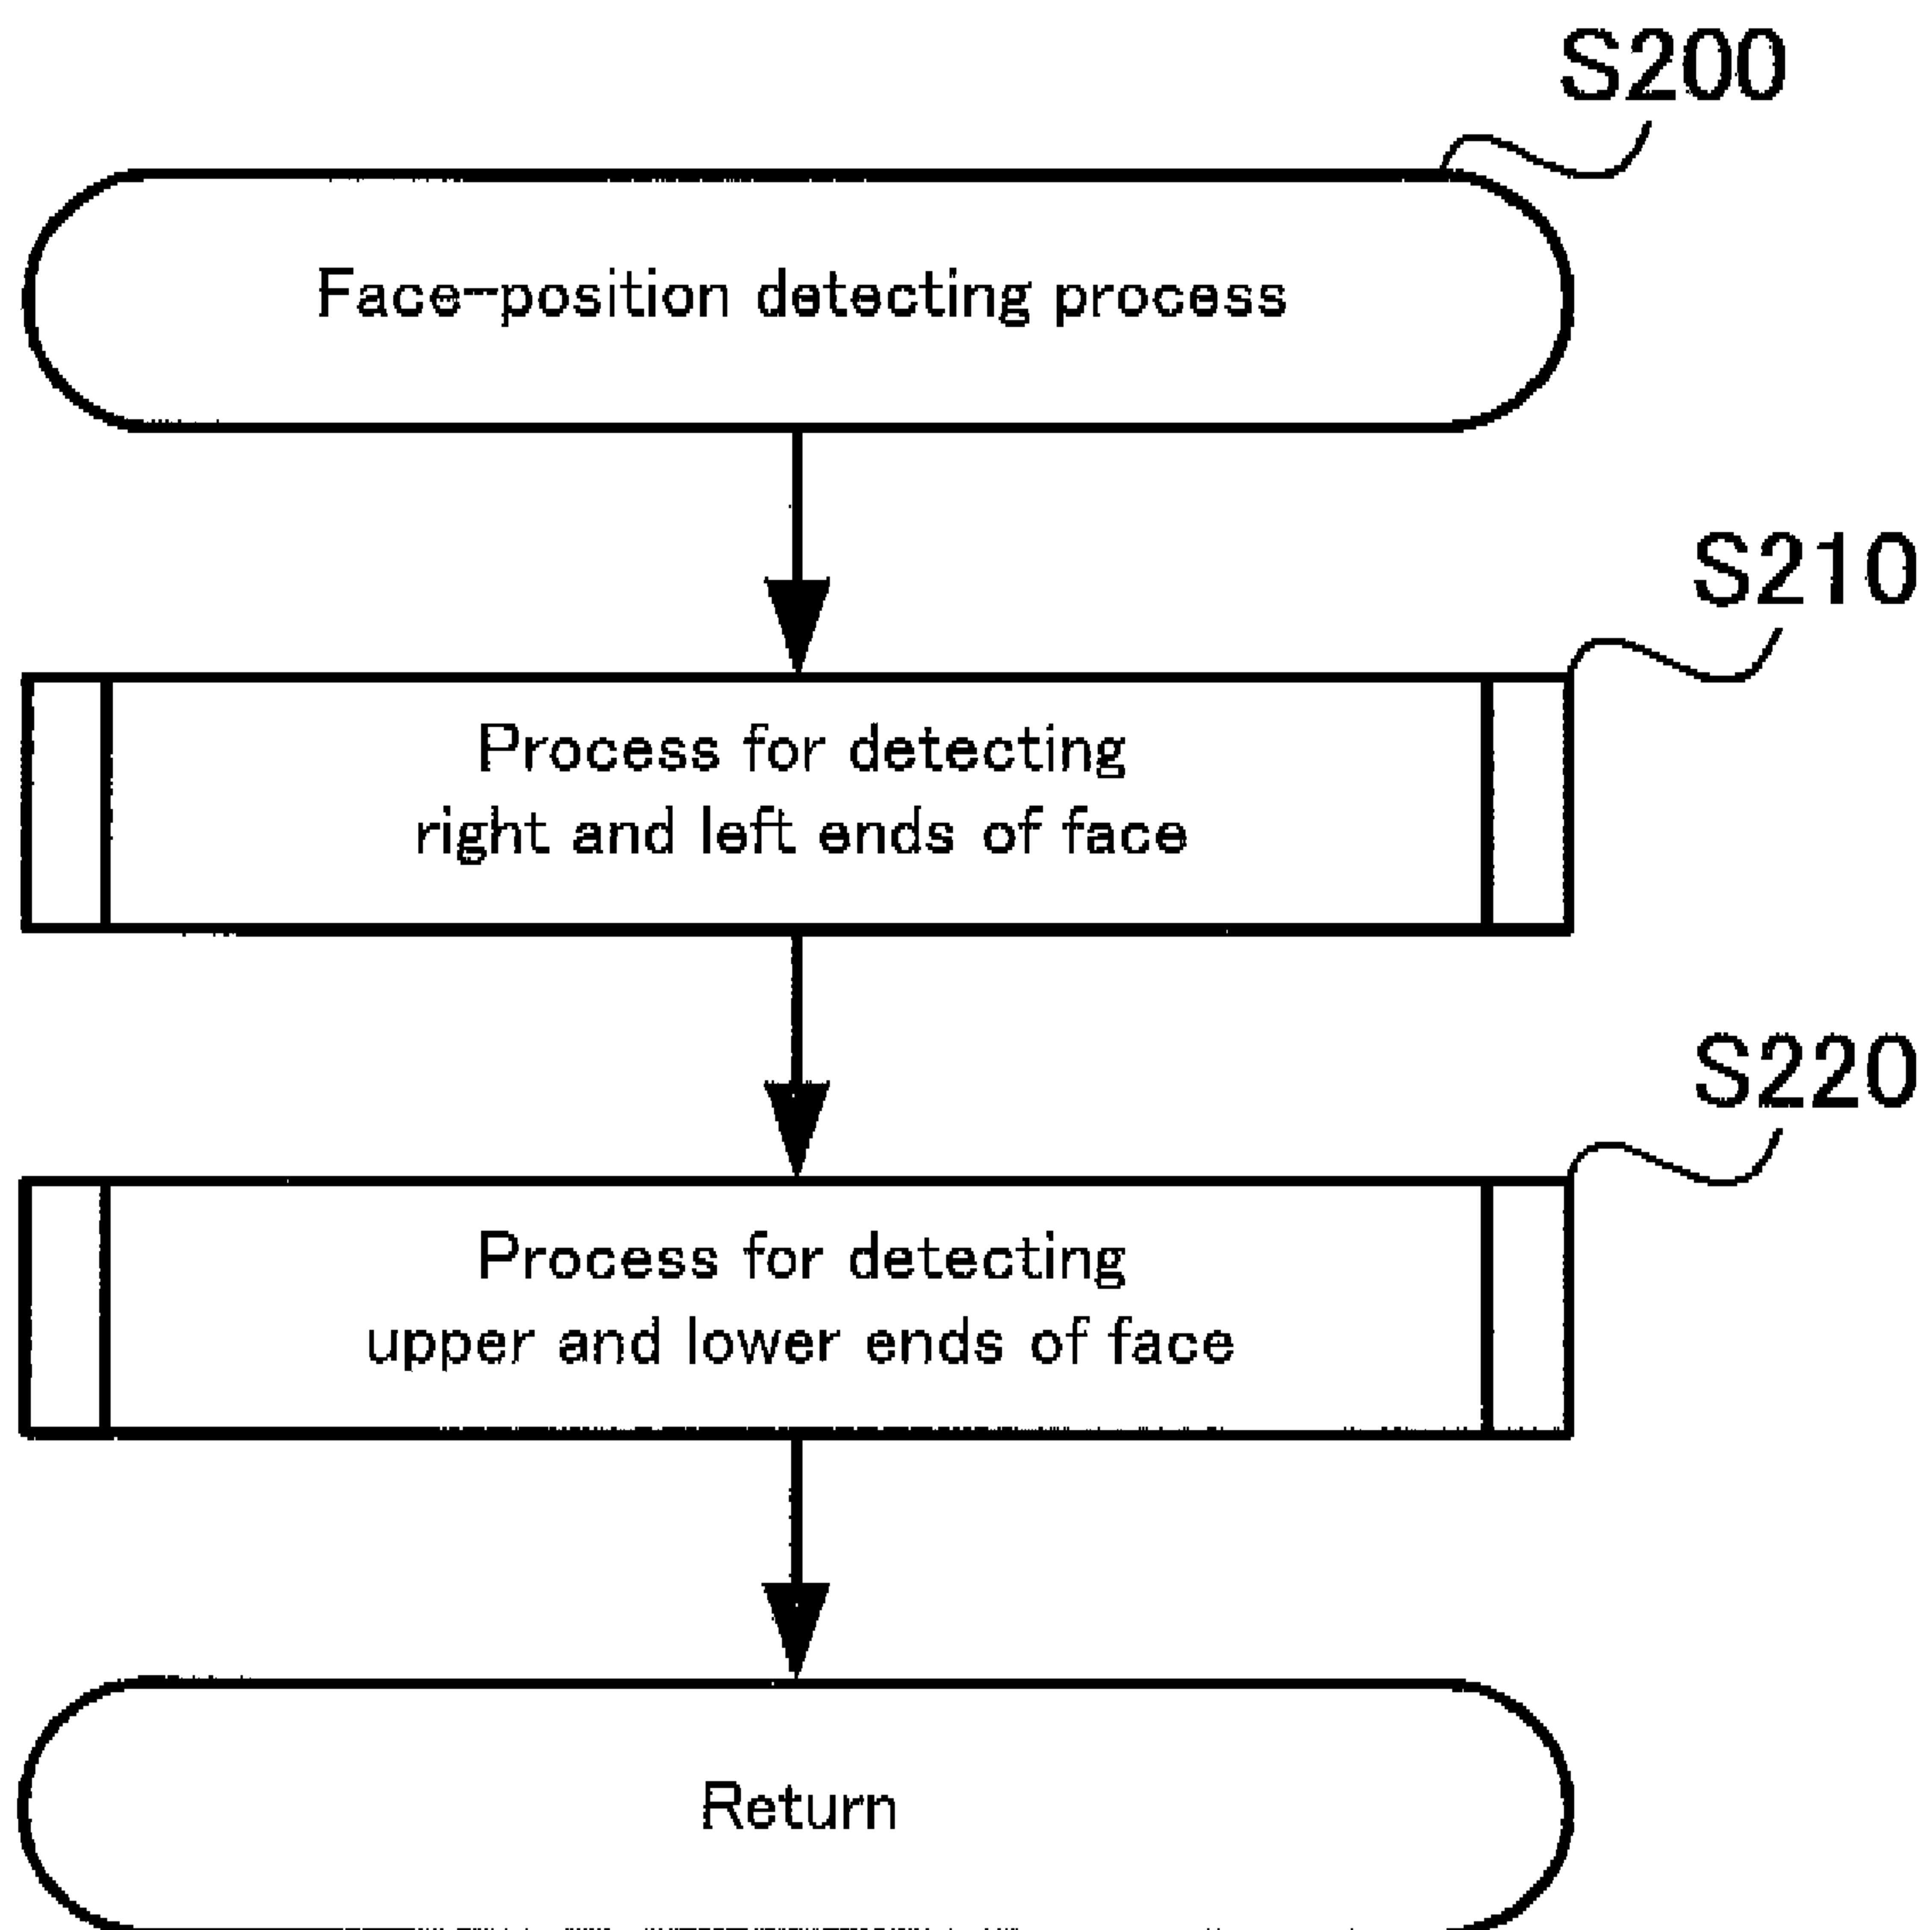 S200
Face-position detecting process
S210
Process for detecting
right and left ends of face
S220
Process for detecting
upper and lower ends of face
Return